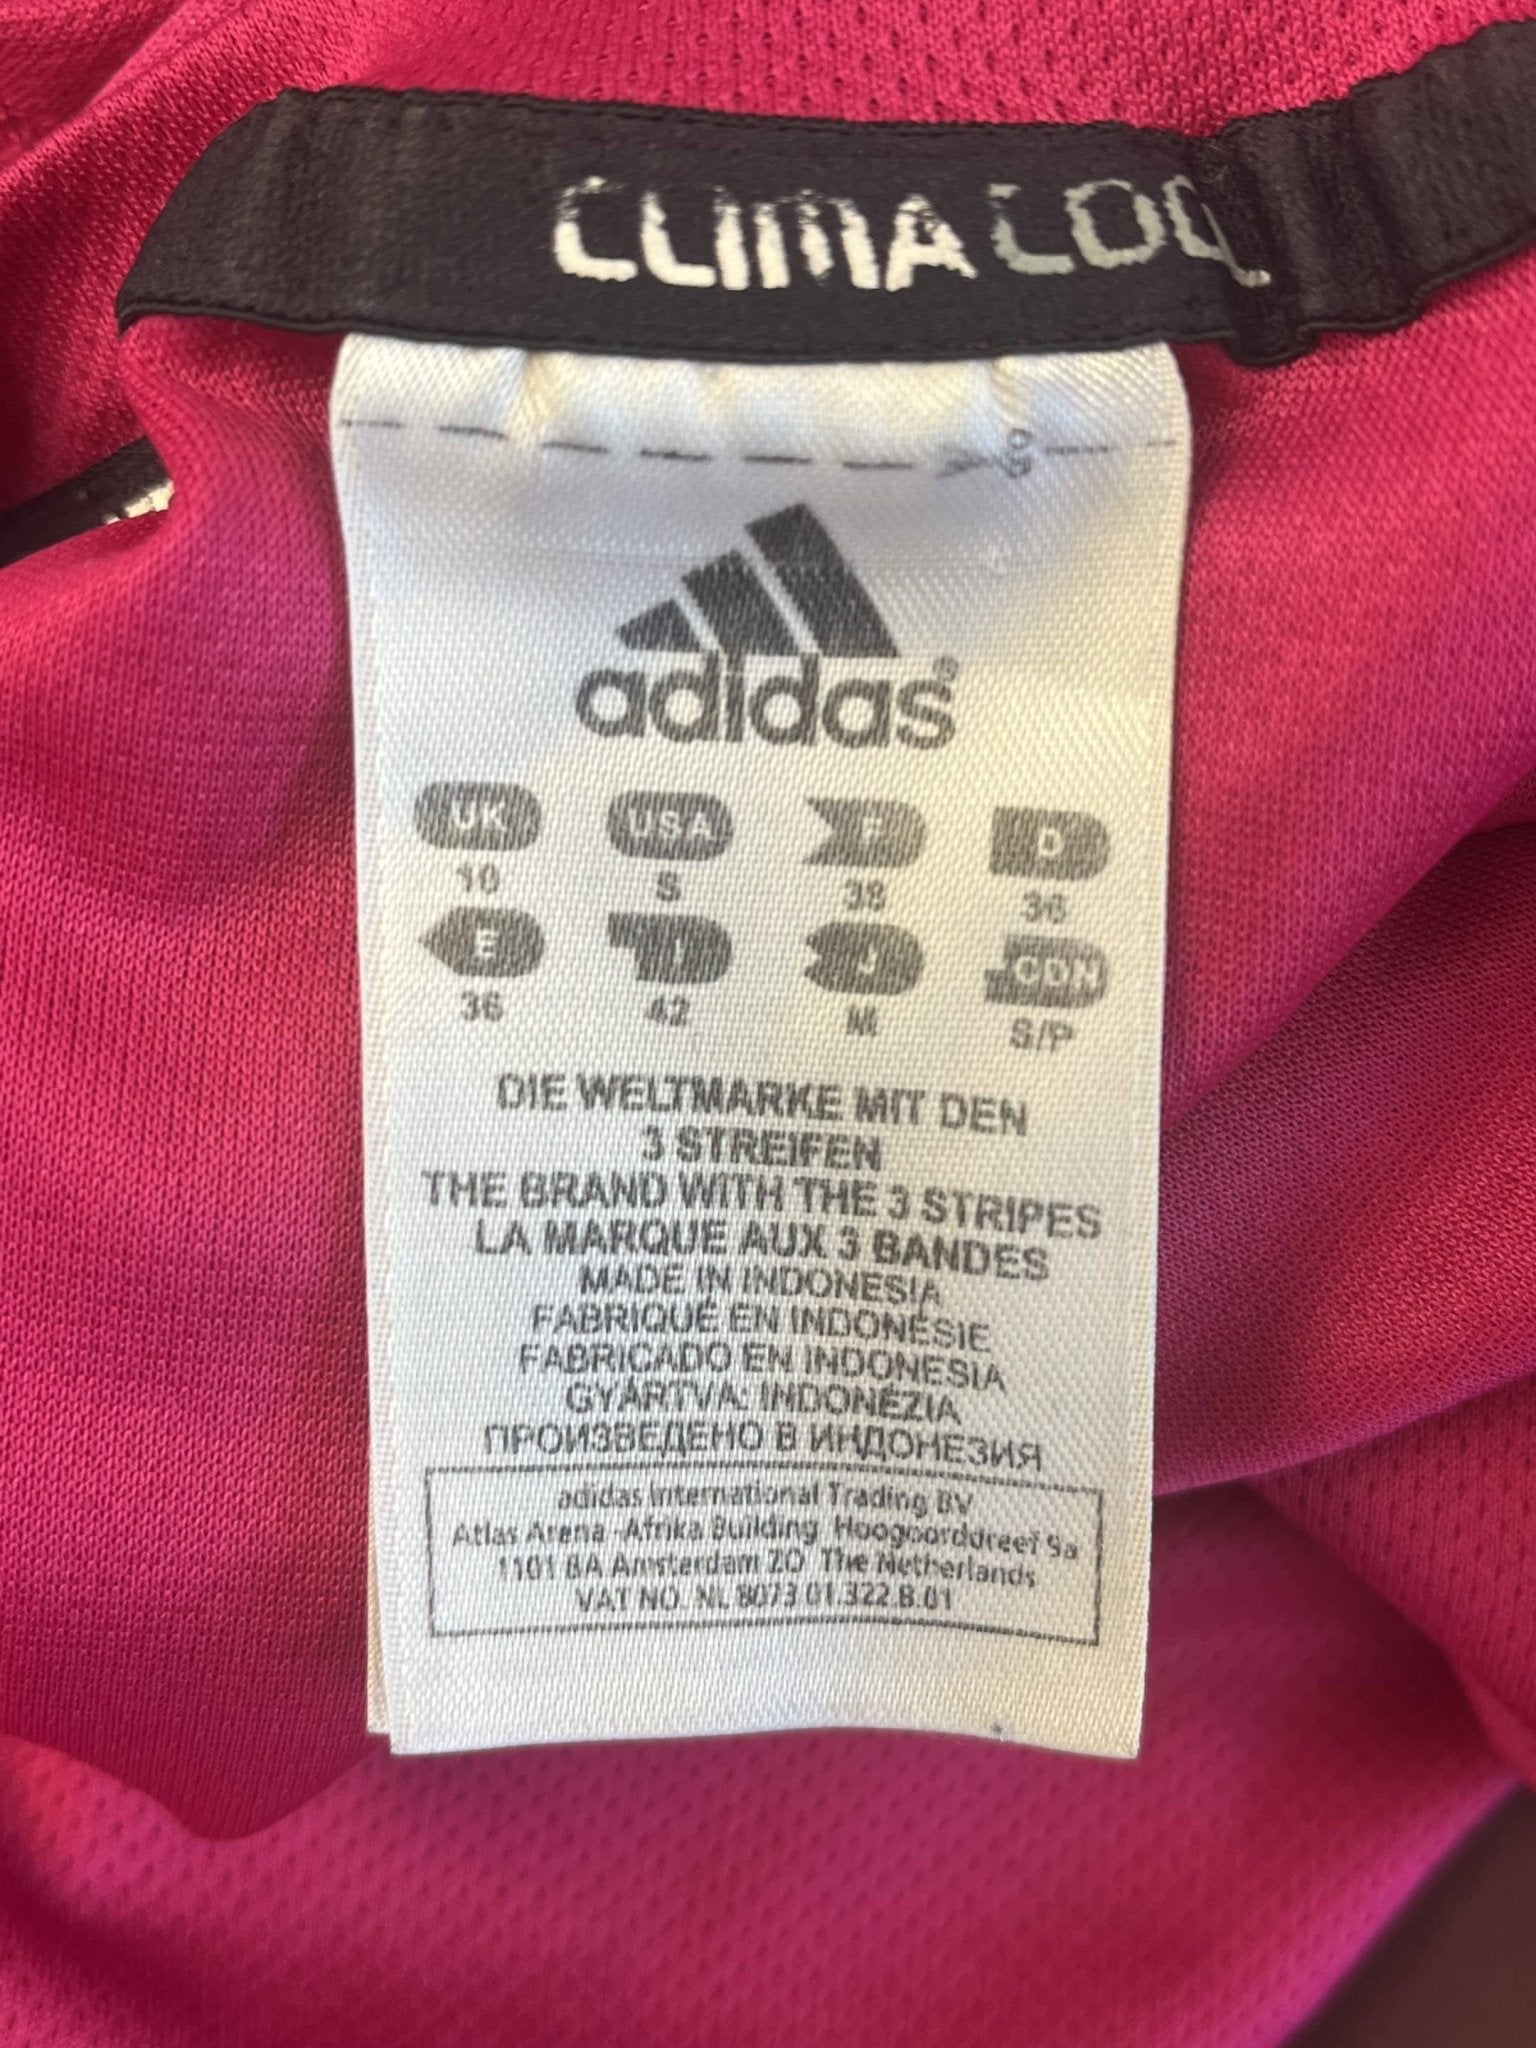 CLIMACOOL
adidas®
UK USA F D
10 S 38 36
E I J CDN
36 42 M S/P
DIE WELTMARKE MIT DEN
3 STREIFEN
THE BRAND WITH THE 3 STRIPES
LA MARQUE AUX 3 BANDES
MADE IN INDONESIA
FABRIQUÉ EN INDONÉSIE
FABRICADO EN INDONESIA
GYÁRTVA: INDONÉZIA
ПРОИЗВЕДЕНО В ИНДОНЕЗИЯ
adidas International Trading BV
Atlas Arena -Afrika Building Hoogoorddreef 9a
1101 BA Amsterdam ZO The Netherlands
VAT NO. NL 8073 01.322.B.01